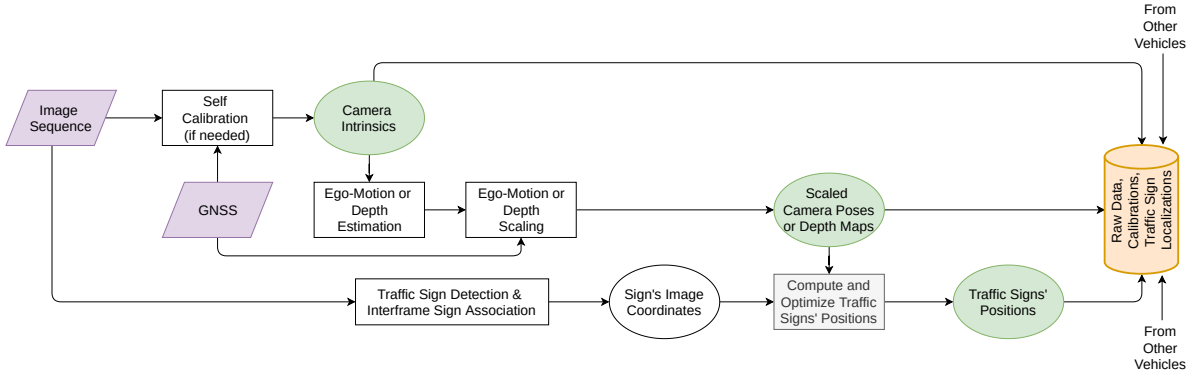 From
Other
Vehicles
Image
Sequence
Self
Calibration
(if needed)
Camera
Intrinsics
GNSS
Ego-Motion or
Depth
Estimation
Ego-Motion or
Depth
Scaling
Scaled
Camera Poses
or Depth Maps
Raw Data,
Calibrations,
Traffic Sign
Localizations
Traffic Sign Detection &
Interframe Sign Association
Sign's Image
Coordinates
Compute and
Optimize Traffic
Signs' Positions
Traffic Signs'
Positions
From
Other
Vehicles